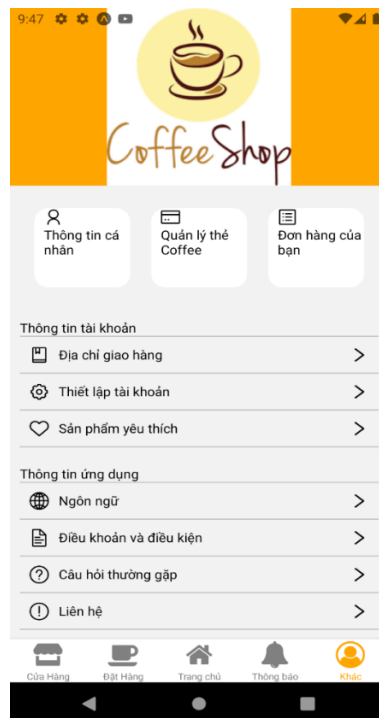 9:47
CoffeeShop
Thông tin cá
nhân
Quản lý thẻ
Coffee
Đơn hàng của
bạn
Thông tin tài khoản
Địa chỉ giao hàng
Thiết lập tài khoản
Sản phẩm yêu thích
Thông tin ứng dụng
Ngôn ngữ
Điều khoản và điều kiện
Câu hỏi thường gặp
Liên hệ
Cửa Hàng
Đặt Hàng
Trang chủ
Thông báo
Khác